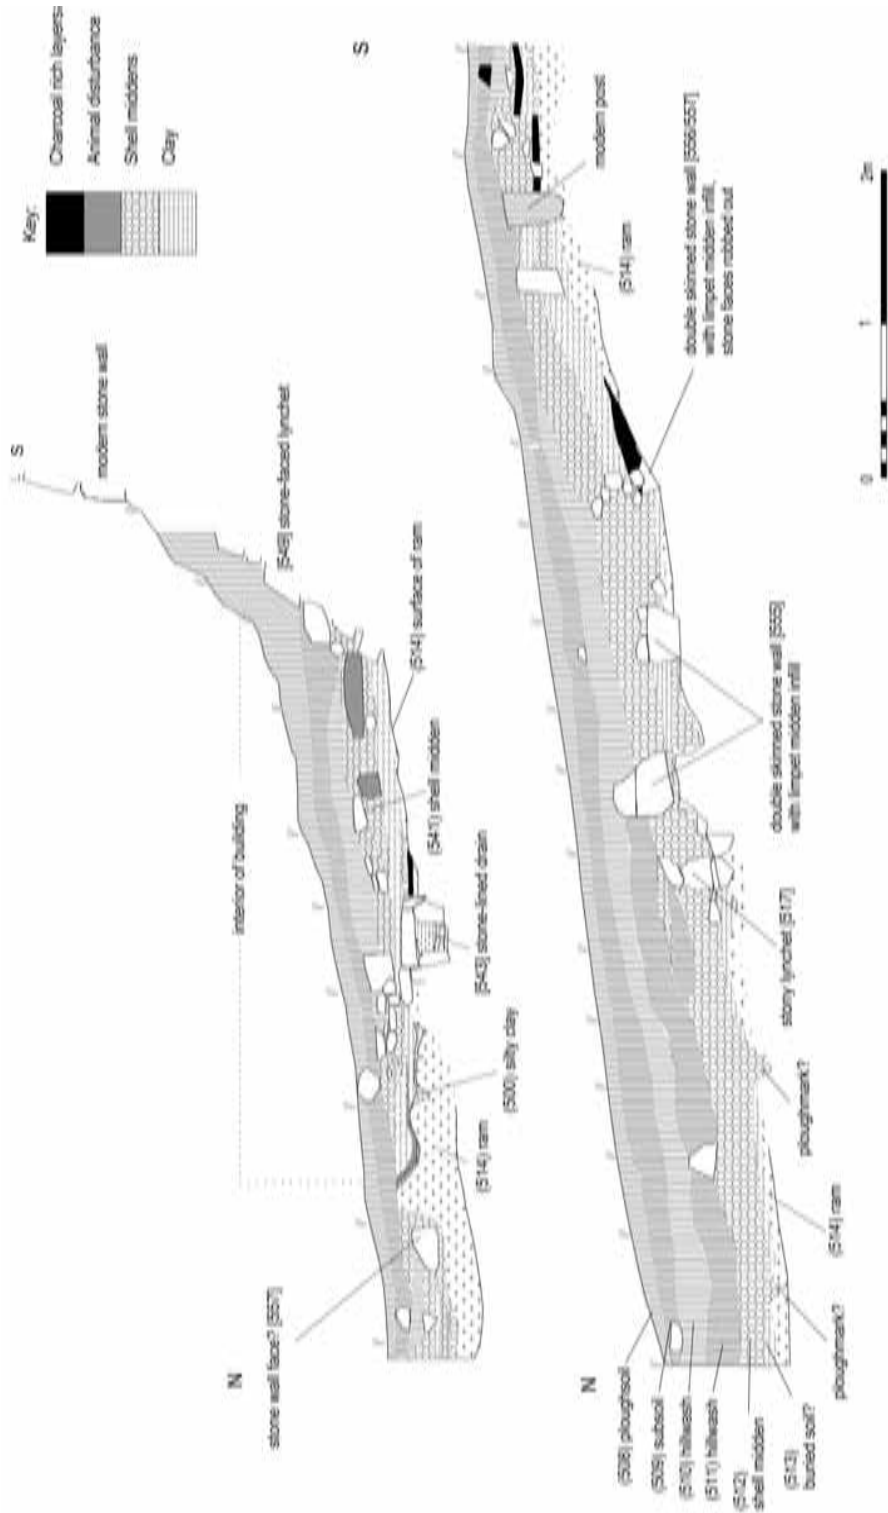 Key:
Charcoal rich layers
Animal disturbance
Shell middens
Clay
S
modern stone wall
[549] stone-faced lynchet
interior of building
(514) surface of ram
(541) shell midden
[543] stone-lined drain
(500) silty clay
(514) ram
stone wall face? [557]
N
S
modern post
(514) ram
double skinned stone wall [556/557]
with limpet midden infill,
stone faces robbed out
double skinned stone wall [555]
with limpet midden infill
stony lynchet [517]
ploughmark?
(514) ram
ploughmark?
N
(508) ploughsoil
(509) subsoil
(510) hillwash
(511) hillwash
(512)
shell midden
(513)
buried soil?
0
1
2m